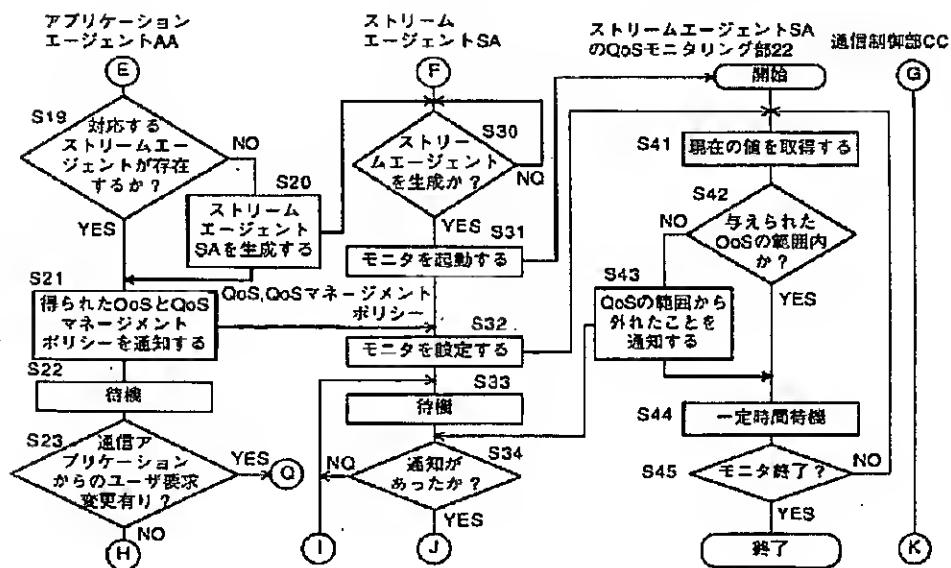 アプリケーション
エージェントAA
E
S19
対応する
ストリームエー
ジェントが存在
するか？
NO
YES
S20
ストリーム
エージェント
SAを生成する
S21
得られたQoSとQoS
マネージメント
ポリシーを通知する
QoS,QoSマネージメント
ポリシー
S22
待機
S23
通信ア
プリケーション
からのユーザ要求
変更有り？
YES
Q
NO
H
ストリーム
エージェントSA
F
S30
ストリ
ームエージェント
を生成か？
NO
YES
S31
モニタを起動する
S32
モニタを設定する
S33
待機
S34
通知が
あったか？
NO
YES
I
J
ストリームエージェントSA
のQoSモニタリング部22
開始
S41
現在の値を取得する
S42
与えられた
QoSの範囲内
か？
NO
YES
S43
QoSの範囲から
外れたことを
通知する
S44
一定時間待機
S45
モニタ終了？
NO
YES
終了
通信制御部CC
G
K